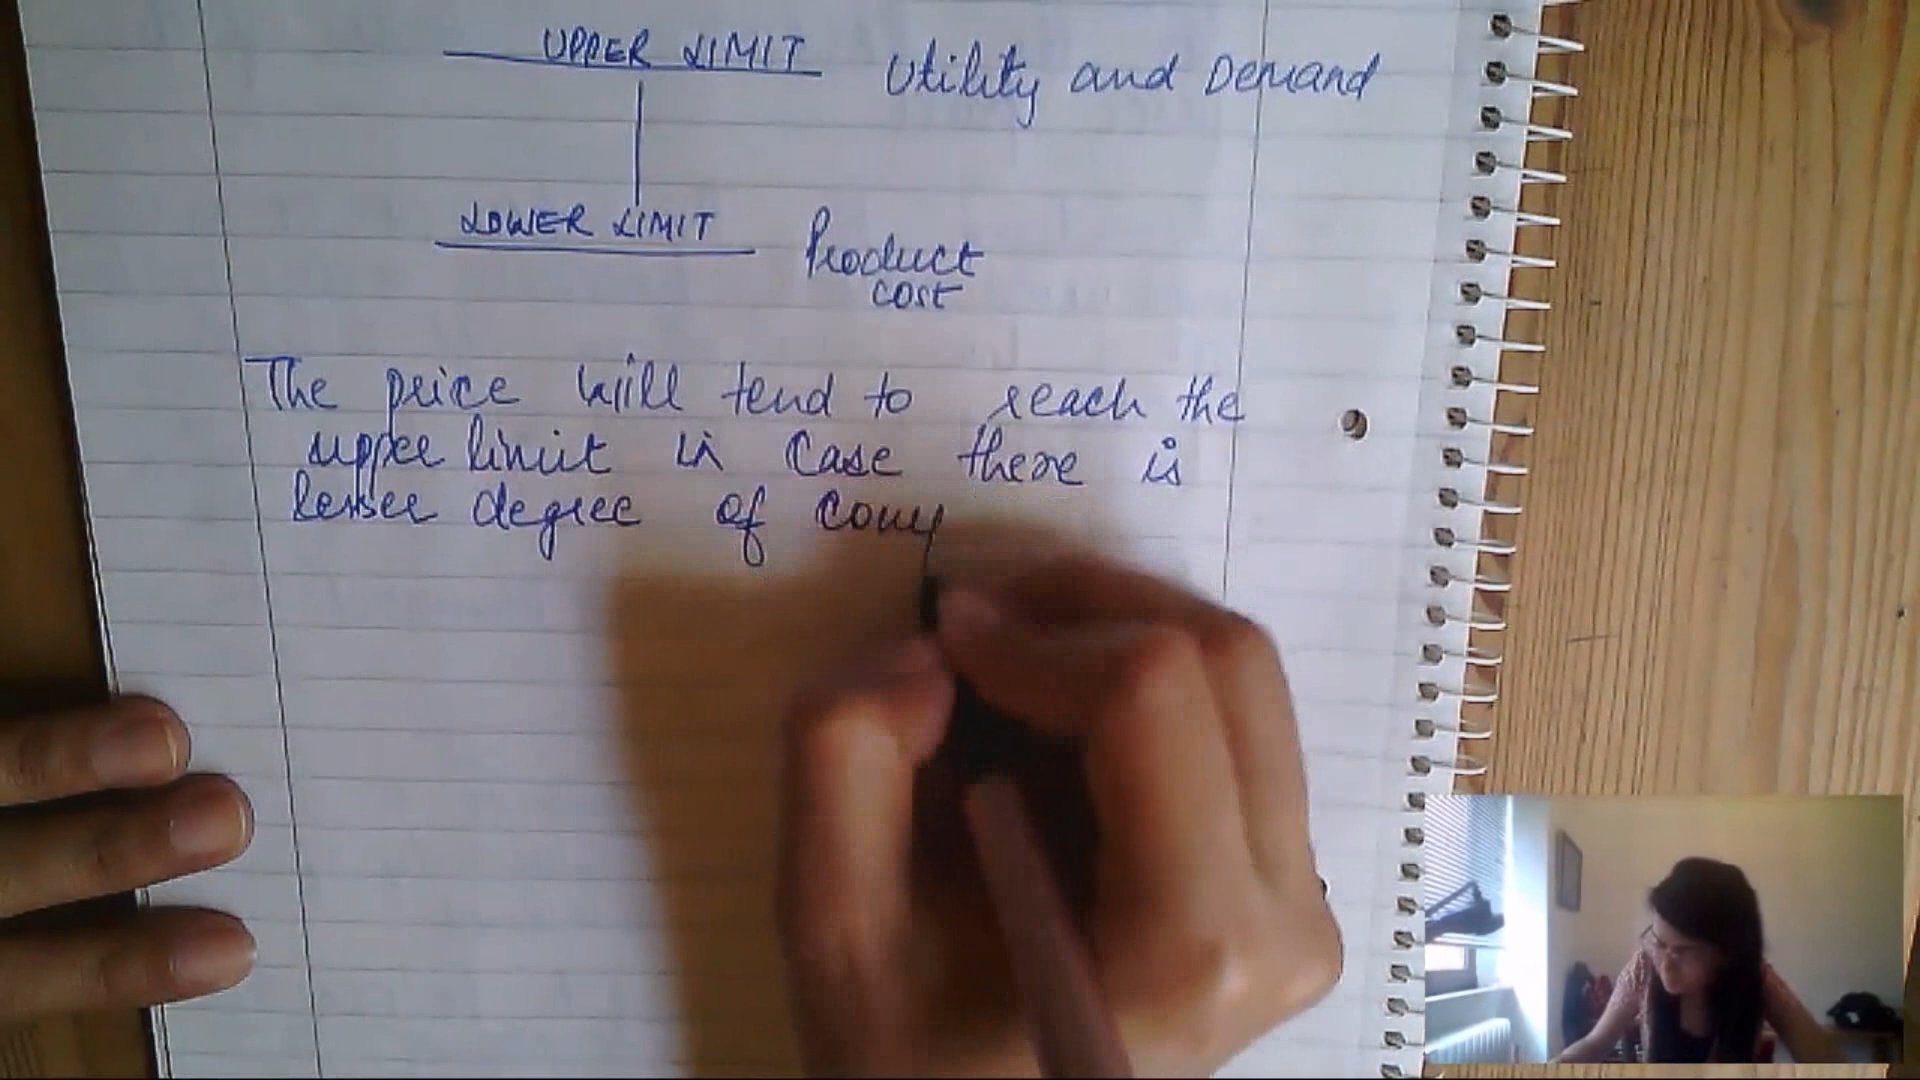 UPPER LIMIT Utility and Demand
LOWER LIMIT Product
cost
The price will tend to reach the
upper limit in case there is
lesser degree of comp